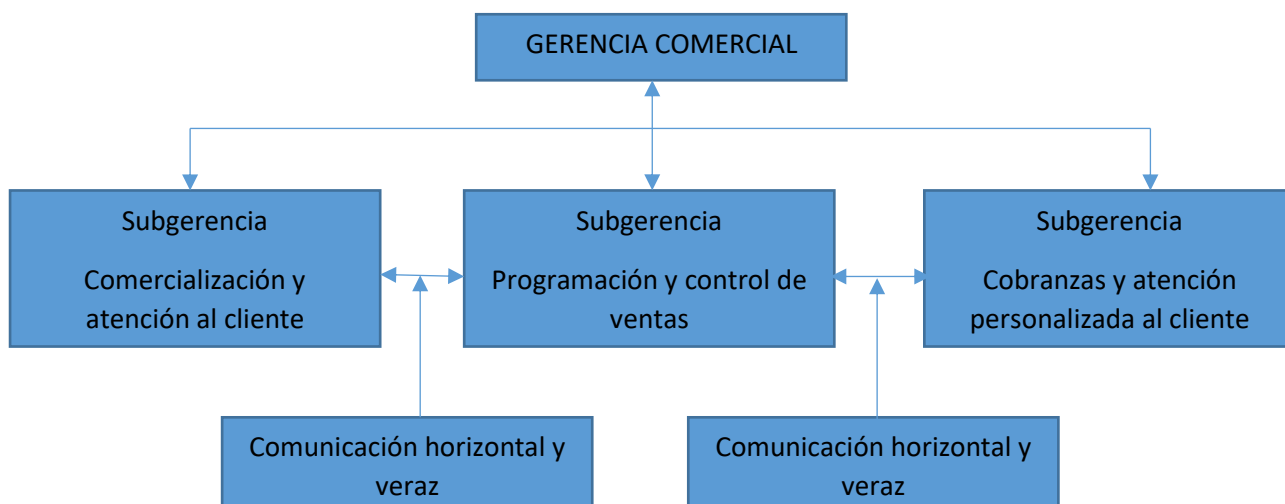 GERENCIA COMERCIAL
Subgerencia
Comercialización y
atención al cliente
Subgerencia
Programación y control de
ventas
Subgerencia
Cobranzas y atención
personalizada al cliente
Comunicación horizontal y
veraz
Comunicación horizontal y
veraz